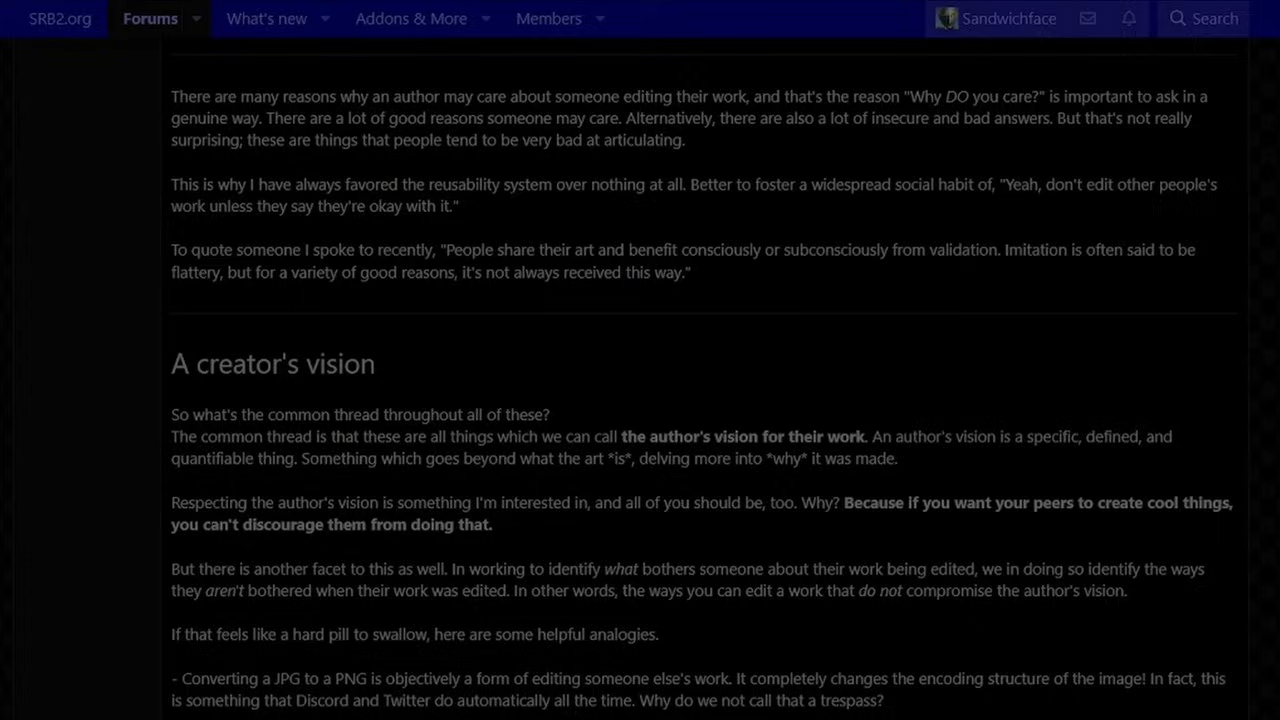 SRB2.org Forums What's new Addons & More Members Sandwichface Search
There are many reasons why an author may care about someone editing their work, and that's the reason "Why DO you care?" is important to ask in a
genuine way. There are a lot of good reasons someone may care. Alternatively, there are also a lot of insecure and bad answers. But that's not really
surprising; these are things that people tend to be very bad at articulating.
This is why I have always favored the reusability system over nothing at all. Better to foster a widespread social habit of, "Yeah, don't edit other people's
work unless they say they're okay with it."
To quote someone I spoke to recently, "People share their art and benefit consciously or subconsciously from validation. Imitation is often said to be
flattery, but for a variety of good reasons, it's not always received this way."
A creator's vision
So what's the common thread throughout all of these?
The common thread is that these are all things which we can call the author's vision for their work. An author's vision is a specific, defined, and
quantifiable thing. Something which goes beyond what the art *is*, delving more into *why* it was made.
Respecting the author's vision is something I'm interested in, and all of you should be, too. Why? Because if you want your peers to create cool things,
you can't discourage them from doing that.
But there is another facet to this as well. In working to identify what bothers someone about their work being edited, we in doing so identify the ways
they aren't bothered when their work was edited. In other words, the ways you can edit a work that do not compromise the author's vision.
If that feels like a hard pill to swallow, here are some helpful analogies.
- Converting a JPG to a PNG is objectively a form of editing someone else's work. It completely changes the encoding structure of the image! In fact, this
is something that Discord and Twitter do automatically all the time. Why do we not call that a trespass?